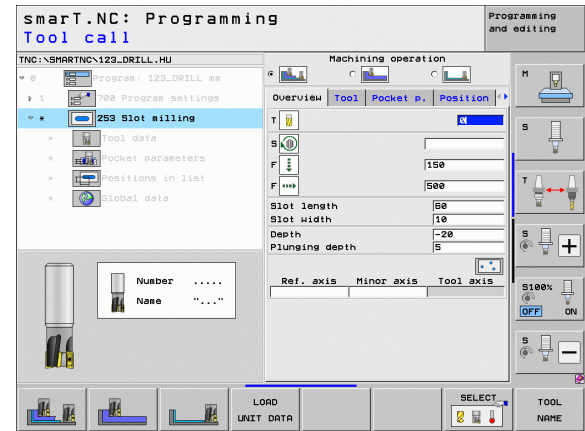 smarT.NC: Programming
Tool call
Programming
and editing
TNC:\SMARTNC\123_DRILL.HU
0 Program: 123_DRILL mm
1 700 Program settings
* 253 Slot milling
* Tool data
* Pocket parameters
* Positions in list
* Global data
Number .....
Name "..."
Machining operation
Overview Tool Pocket p. Position
T 0
S
F 150
F 500
Slot length 60
Slot width 10
Depth -20
Plunging depth 5
Ref. axis Minor axis Tool axis
M
S
T
S
S100%
OFF ON
S
LOAD
UNIT DATA
SELECT
TOOL
NAME